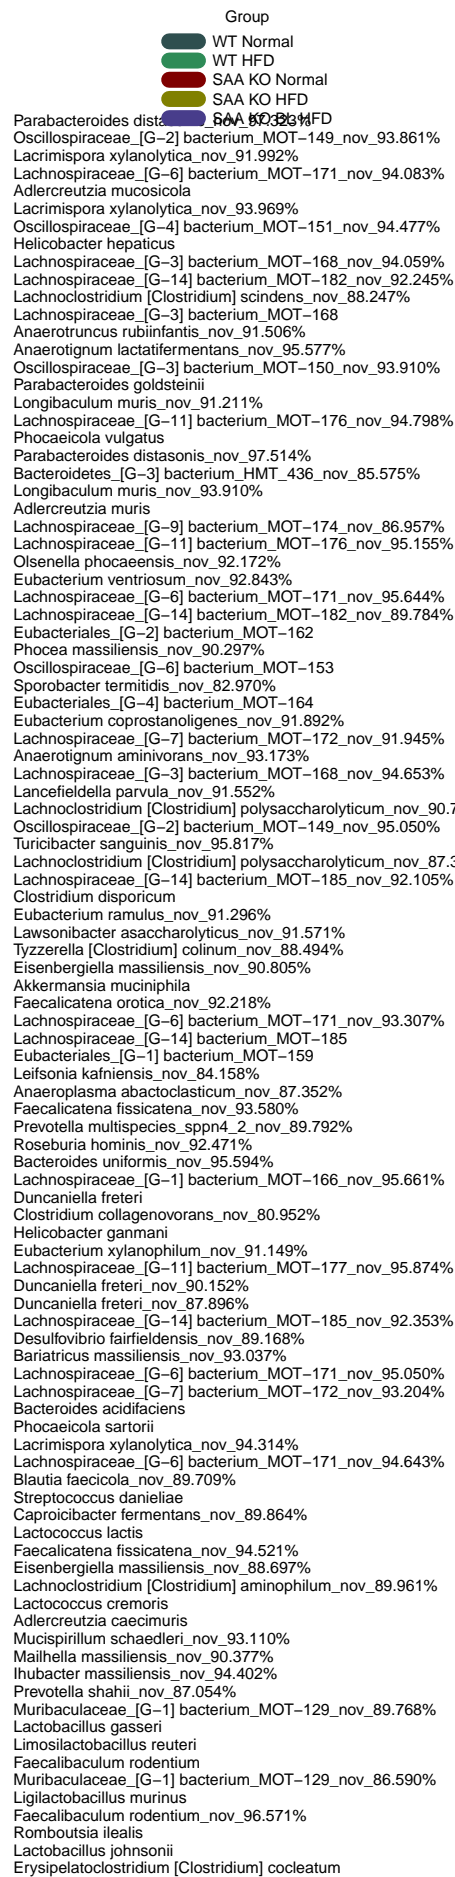 Group
WT Normal
WT HFD
SAA KO Normal
SAA KO HFD
SAA KO BL HFD
Parabacteroides distasonis_nov_97.323%
Oscillospiraceae_[G−2] bacterium_MOT−149_nov_93.861%
Lacrimispora xylanolytica_nov_91.992%
Lachnospiraceae_[G−6] bacterium_MOT−171_nov_94.083%
Adlercreutzia mucosicola
Lacrimispora xylanolytica_nov_93.969%
Oscillospiraceae_[G−4] bacterium_MOT−151_nov_94.477%
Helicobacter hepaticus
Lachnospiraceae_[G−3] bacterium_MOT−168_nov_94.059%
Lachnospiraceae_[G−14] bacterium_MOT−182_nov_92.245%
Lachnoclostridium [Clostridium] scindens_nov_88.247%
Lachnospiraceae_[G−3] bacterium_MOT−168
Anaerotruncus rubiinfantis_nov_91.506%
Anaerotignum lactatifermentans_nov_95.577%
Oscillospiraceae_[G−3] bacterium_MOT−150_nov_93.910%
Parabacteroides goldsteinii
Longibaculum muris_nov_91.211%
Lachnospiraceae_[G−11] bacterium_MOT−176_nov_94.798%
Phocaeicola vulgatus
Parabacteroides distasonis_nov_97.514%
Bacteroidetes_[G−3] bacterium_HMT_436_nov_85.575%
Longibaculum muris_nov_93.910%
Adlercreutzia muris
Lachnospiraceae_[G−9] bacterium_MOT−174_nov_86.957%
Lachnospiraceae_[G−11] bacterium_MOT−176_nov_95.155%
Olsenella phocaeensis_nov_92.172%
Eubacterium ventriosum_nov_92.843%
Lachnospiraceae_[G−6] bacterium_MOT−171_nov_95.644%
Lachnospiraceae_[G−14] bacterium_MOT−182_nov_89.784%
Eubacteriales_[G−2] bacterium_MOT−162
Phocea massiliensis_nov_90.297%
Oscillospiraceae_[G−6] bacterium_MOT−153
Sporobacter termitidis_nov_82.970%
Eubacteriales_[G−4] bacterium_MOT−164
Eubacterium coprostanoligenes_nov_91.892%
Lachnospiraceae_[G−7] bacterium_MOT−172_nov_91.945%
Anaerotignum aminivorans_nov_93.173%
Lachnospiraceae_[G−3] bacterium_MOT−168_nov_94.653%
Lancefieldella parvula_nov_91.552%
Lachnoclostridium [Clostridium] polysaccharolyticum_nov_90.7
Oscillospiraceae_[G−2] bacterium_MOT−149_nov_95.050%
Turicibacter sanguinis_nov_95.817%
Lachnoclostridium [Clostridium] polysaccharolyticum_nov_87.3
Lachnospiraceae_[G−14] bacterium_MOT−185_nov_92.105%
Clostridium disporicum
Eubacterium ramulus_nov_91.296%
Lawsonibacter asaccharolyticus_nov_91.571%
Tyzzerella [Clostridium] colinum_nov_88.494%
Eisenbergiella massiliensis_nov_90.805%
Akkermansia muciniphila
Faecalicatena orotica_nov_92.218%
Lachnospiraceae_[G−6] bacterium_MOT−171_nov_93.307%
Lachnospiraceae_[G−14] bacterium_MOT−185
Eubacteriales_[G−1] bacterium_MOT−159
Leifsonia kafniensis_nov_84.158%
Anaeroplasma abactoclasticum_nov_87.352%
Faecalicatena fissicatena_nov_93.580%
Prevotella multispecies_sppn4_2_nov_89.792%
Roseburia hominis_nov_92.471%
Bacteroides uniformis_nov_95.594%
Lachnospiraceae_[G−1] bacterium_MOT−166_nov_95.661%
Duncaniella freteri
Clostridium collagenovorans_nov_80.952%
Helicobacter ganmani
Eubacterium xylanophilum_nov_91.149%
Lachnospiraceae_[G−11] bacterium_MOT−177_nov_95.874%
Duncaniella freteri_nov_90.152%
Duncaniella freteri_nov_87.896%
Lachnospiraceae_[G−14] bacterium_MOT−185_nov_92.353%
Desulfovibrio fairfieldensis_nov_89.168%
Bariatricus massiliensis_nov_93.037%
Lachnospiraceae_[G−6] bacterium_MOT−171_nov_95.050%
Lachnospiraceae_[G−7] bacterium_MOT−172_nov_93.204%
Bacteroides acidifaciens
Phocaeicola sartorii
Lacrimispora xylanolytica_nov_94.314%
Lachnospiraceae_[G−6] bacterium_MOT−171_nov_94.643%
Blautia faecicola_nov_89.709%
Streptococcus danieliae
Caproicibacter fermentans_nov_89.864%
Lactococcus lactis
Faecalicatena fissicatena_nov_94.521%
Eisenbergiella massiliensis_nov_88.697%
Lachnoclostridium [Clostridium] aminophilum_nov_89.961%
Lactococcus cremoris
Adlercreutzia caecimuris
Mucispirillum schaedleri_nov_93.110%
Mailhella massiliensis_nov_90.377%
Ihubacter massiliensis_nov_94.402%
Prevotella shahii_nov_87.054%
Muribaculaceae_[G−1] bacterium_MOT−129_nov_89.768%
Lactobacillus gasseri
Limosilactobacillus reuteri
Faecalibaculum rodentium
Muribaculaceae_[G−1] bacterium_MOT−129_nov_86.590%
Ligilactobacillus murinus
Faecalibaculum rodentium_nov_96.571%
Romboutsia ilealis
Lactobacillus johnsonii
Erysipelatoclostridium [Clostridium] cocleatum